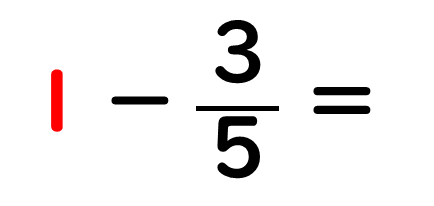 1 − 3/5 =